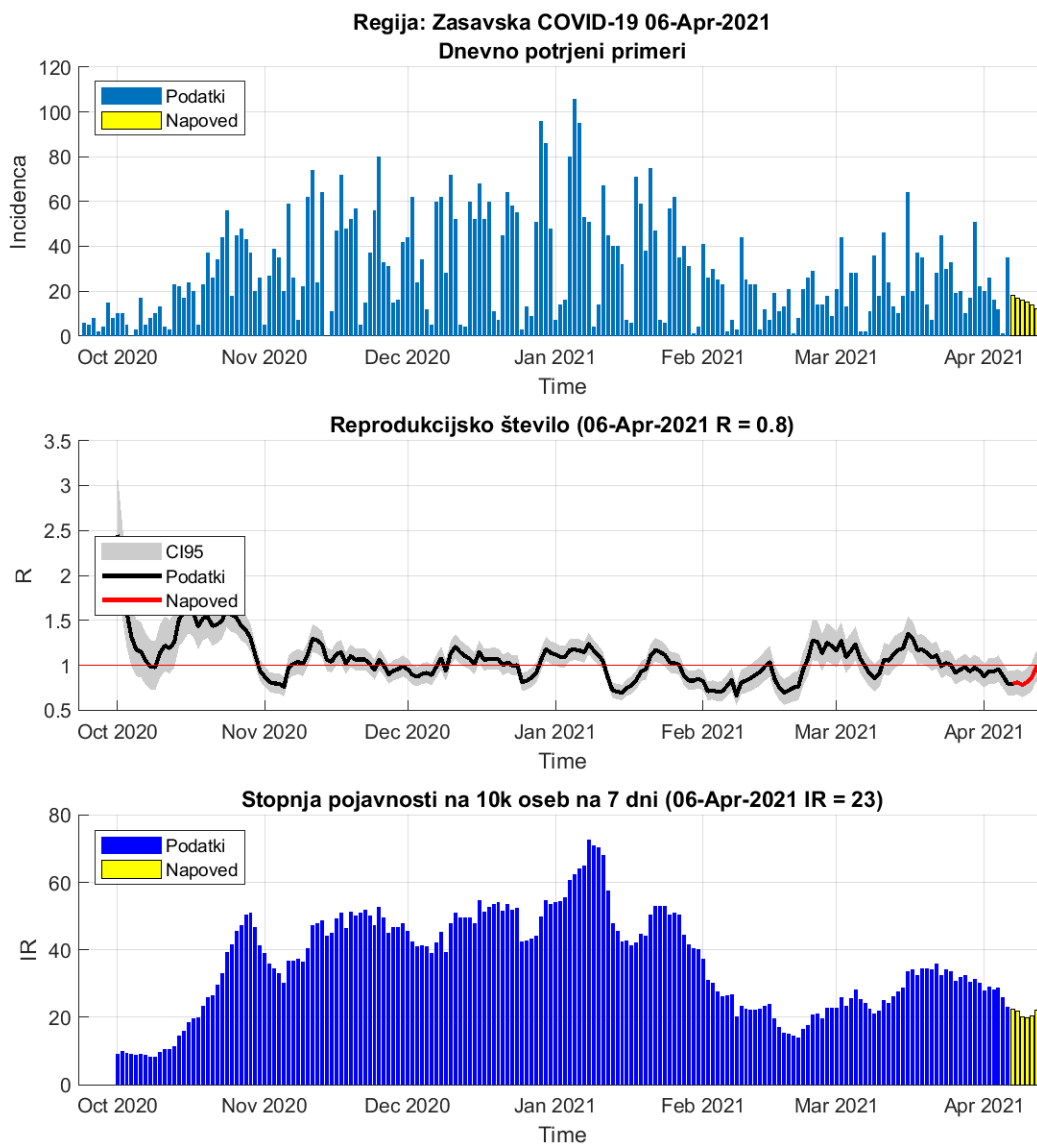 Regija: Zasavska COVID-19 06-Apr-2021
Dnevno potrjeni primeri
120
100
80
60
40
20
0
Incidenca
Podatki
Napoved
Oct 2020 Nov 2020 Dec 2020 Jan 2021 Feb 2021 Mar 2021 Apr 2021
Time
Reprodukcijsko število (06-Apr-2021 R = 0.8)
3.5
3
2.5
2
1.5
1
0.5
R
CI95
Podatki
Napoved
Oct 2020 Nov 2020 Dec 2020 Jan 2021 Feb 2021 Mar 2021 Apr 2021
Time
Stopnja pojavnosti na 10k oseb na 7 dni (06-Apr-2021 IR = 23)
80
60
40
20
0
IR
Podatki
Napoved
Oct 2020 Nov 2020 Dec 2020 Jan 2021 Feb 2021 Mar 2021 Apr 2021
Time